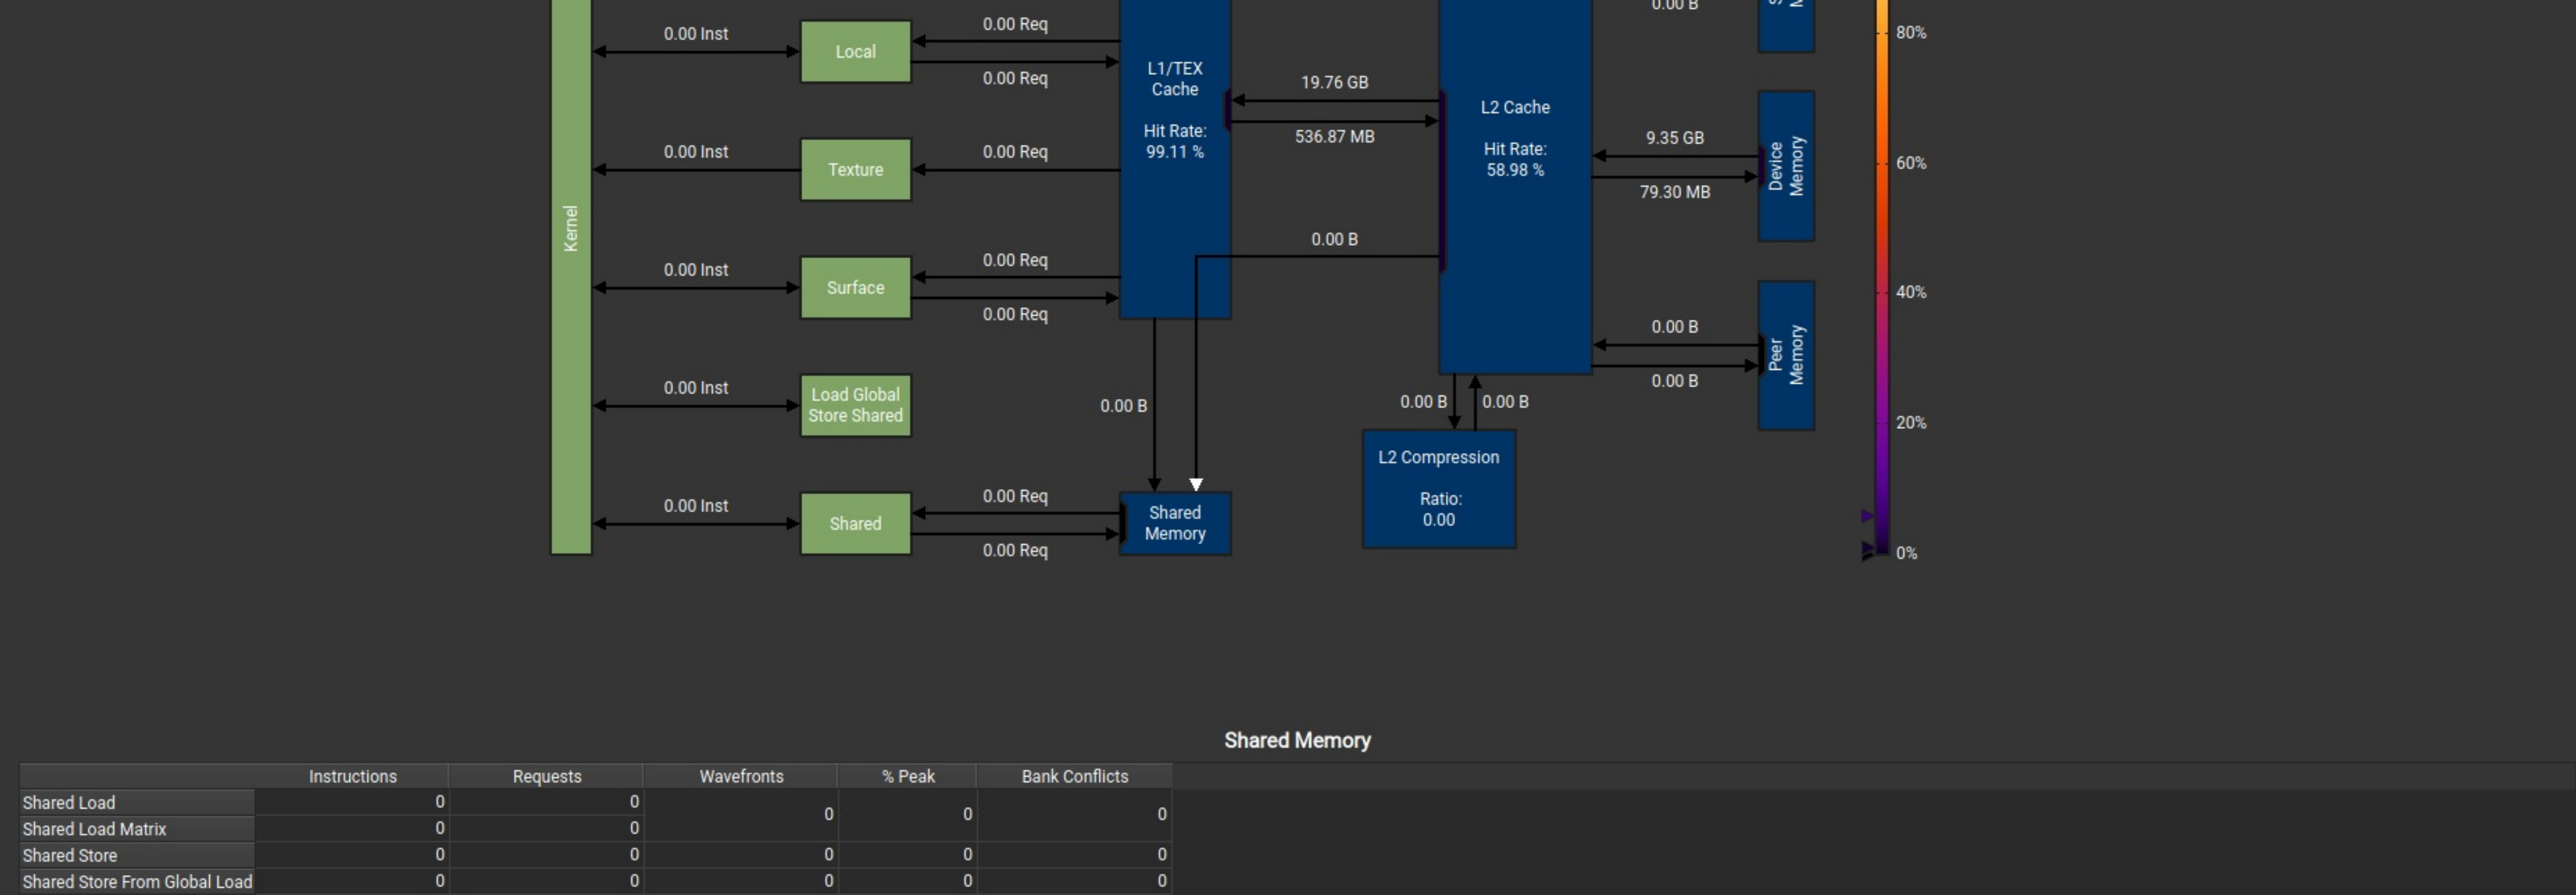 0.00 B
80%
0.00 Inst
Local
0.00 Req
0.00 Req
L1/TEX
Cache
Hit Rate:
99.11 %
19.76 GB
536.87 MB
L2 Cache
Hit Rate:
58.98 %
9.35 GB
79.30 MB
Device
Memory
60%
0.00 Inst
Texture
0.00 Req
Kernel
0.00 B
0.00 Inst
Surface
0.00 Req
0.00 Req
40%
0.00 B
0.00 B
Peer
Memory
0.00 Inst
Load Global
Store Shared
0.00 B
0.00 B
0.00 B
20%
L2 Compression
Ratio:
0.00
0.00 Inst
Shared
0.00 Req
0.00 Req
Shared
Memory
0%
Shared Memory
Instructions Requests Wavefronts % Peak Bank Conflicts
Shared Load 0 0 0 0 0
Shared Load Matrix 0 0
Shared Store 0 0 0 0 0
Shared Store From Global Load 0 0 0 0 0